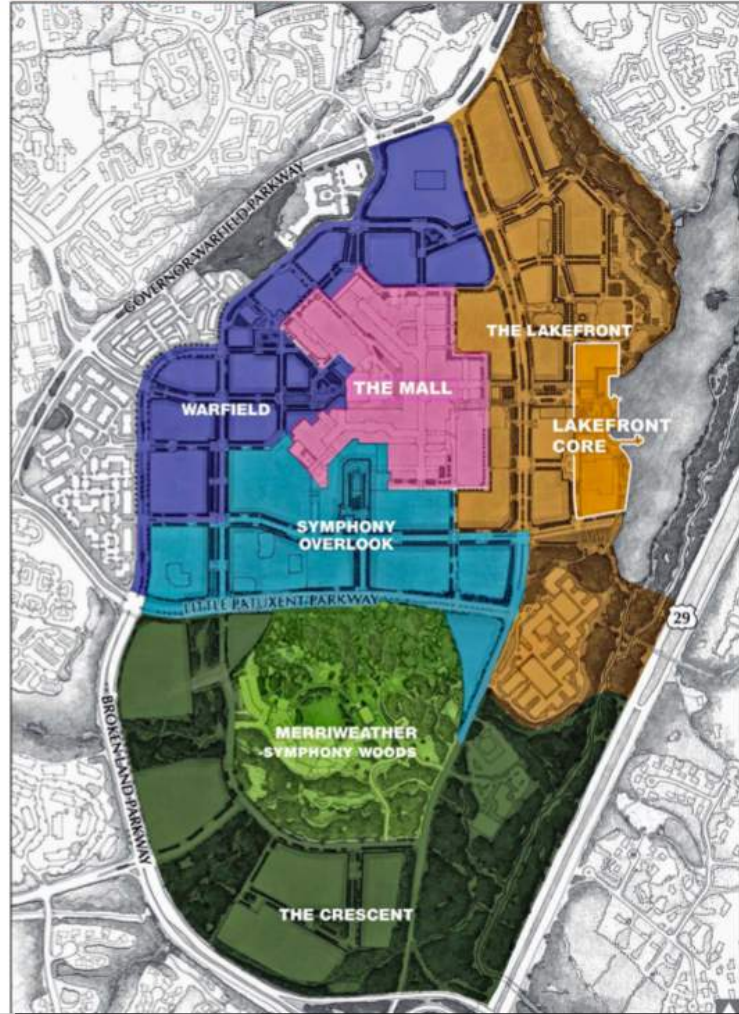 GOVERNOR WARFIELD PARKWAY
THE LAKEFRONT
THE MALL
WARFIELD
LAKEFRONT
CORE
SYMPHONY
OVERLOOK
LITTLE PATUXENT PARKWAY
29
BROKEN LAND PARKWAY
MERRIWEATHER
-SYMPHONY WOODS
THE CRESCENT